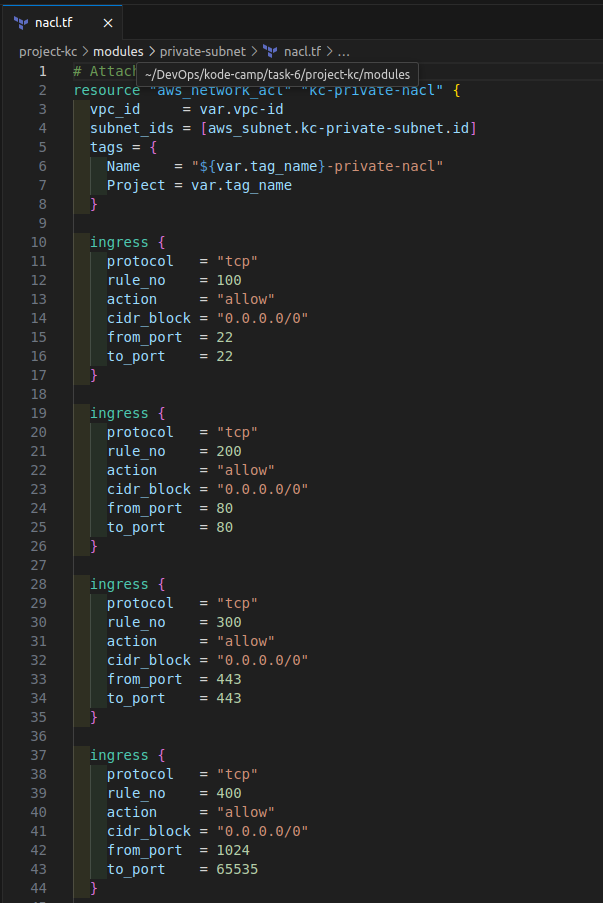 nacl.tf ×
project-kc > modules > private-subnet > nacl.tf > ...
1 # Attach
~/DevOps/kode-camp/task-6/project-kc/modules
2 resource "aws_network_acl" "kc-private-nacl" {
3 vpc_id     = var.vpc-id
4 subnet_ids = [aws_subnet.kc-private-subnet.id]
5 tags = {
6 Name    = "${var.tag_name}-private-nacl"
7 Project = var.tag_name
8 }
9
10 ingress {
11 protocol   = "tcp"
12 rule_no    = 100
13 action     = "allow"
14 cidr_block = "0.0.0.0/0"
15 from_port  = 22
16 to_port    = 22
17 }
18
19 ingress {
20 protocol   = "tcp"
21 rule_no    = 200
22 action     = "allow"
23 cidr_block = "0.0.0.0/0"
24 from_port  = 80
25 to_port    = 80
26 }
27
28 ingress {
29 protocol   = "tcp"
30 rule_no    = 300
31 action     = "allow"
32 cidr_block = "0.0.0.0/0"
33 from_port  = 443
34 to_port    = 443
35 }
36
37 ingress {
38 protocol   = "tcp"
39 rule_no    = 400
40 action     = "allow"
41 cidr_block = "0.0.0.0/0"
42 from_port  = 1024
43 to_port    = 65535
44 }